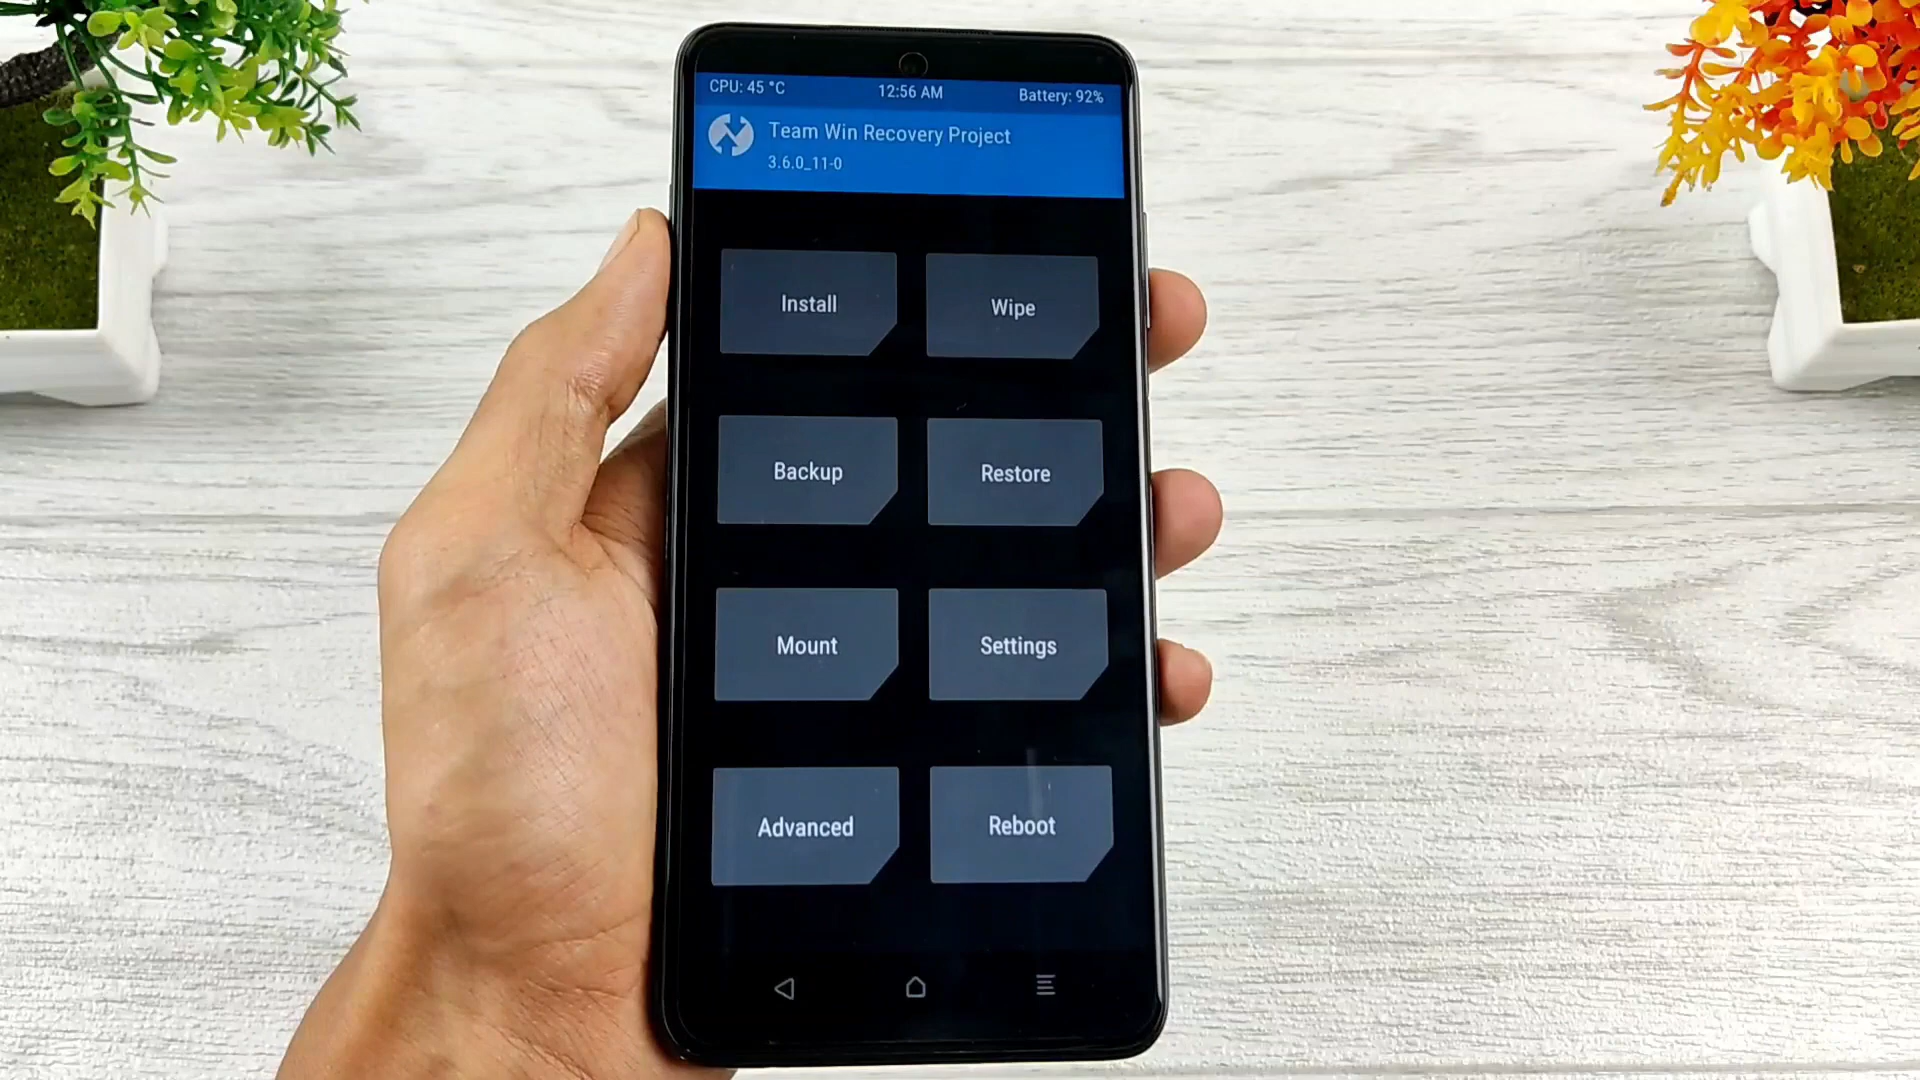 CPU: 45 °C 12:56 AM Battery: 92%
Team Win Recovery Project
3.6.0_11-0
Install Wipe
Backup Restore
Mount Settings
Advanced Reboot